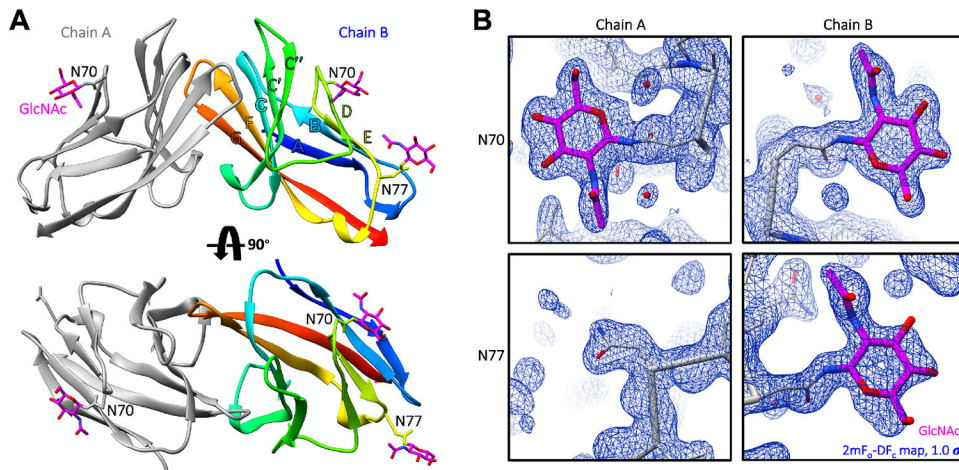 A
Chain A
Chain B
N70
GlcNAc
N70
C'
C''
C
D
B
E
F
A
G
N77
90°
N70
N70
N77
B
Chain A
Chain B
N70
N77
GlcNAc
2mFo-DFc map, 1.0 σ